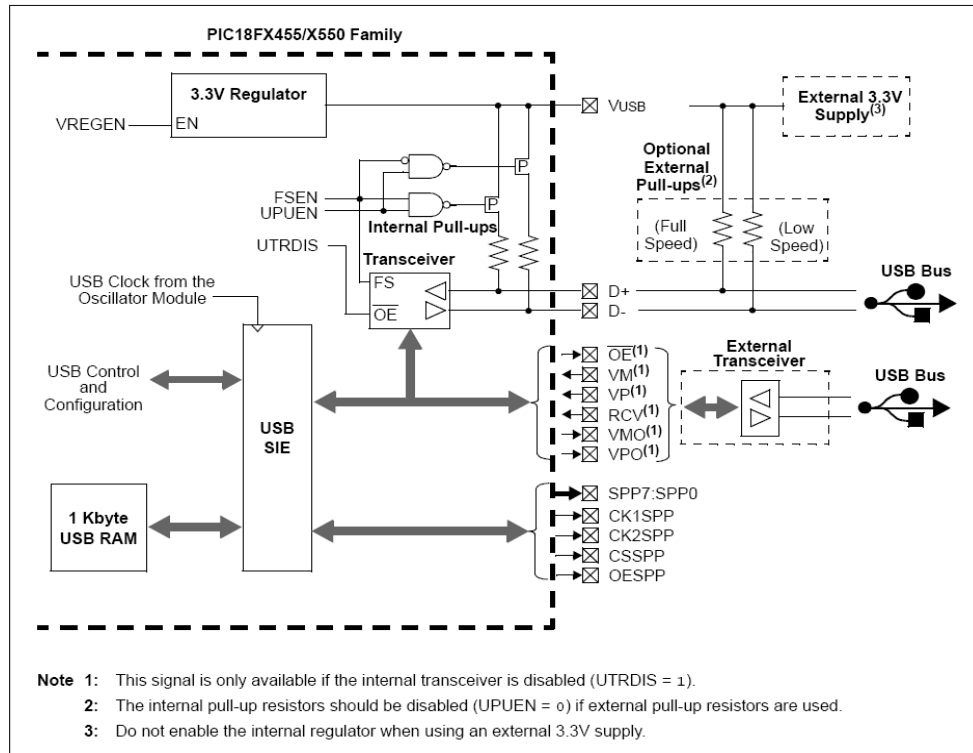 PIC18FX455/X550 Family
3.3V Regulator
EN
VREGEN
VUSB
External 3.3V
Supply(3)
Optional
External
Pull-ups(2)
P
P
FSEN
UPUEN
Internal Pull-ups
(Full
Speed)
(Low
Speed)
UTRDIS
Transceiver
FS
OE
USB Clock from the
Oscillator Module
D+
D-
USB Bus
USB Control
and
Configuration
USB
SIE
OE(1)
VM(1)
VP(1)
RCV(1)
VMO(1)
VPO(1)
External
Transceiver
USB Bus
1 Kbyte
USB RAM
SPP7:SPP0
CK1SPP
CK2SPP
CSSPP
OESPP
Note 1: This signal is only available if the internal transceiver is disabled (UTRDIS = 1).
2: The internal pull-up resistors should be disabled (UPUEN = 0) if external pull-up resistors are used.
3: Do not enable the internal regulator when using an external 3.3V supply.